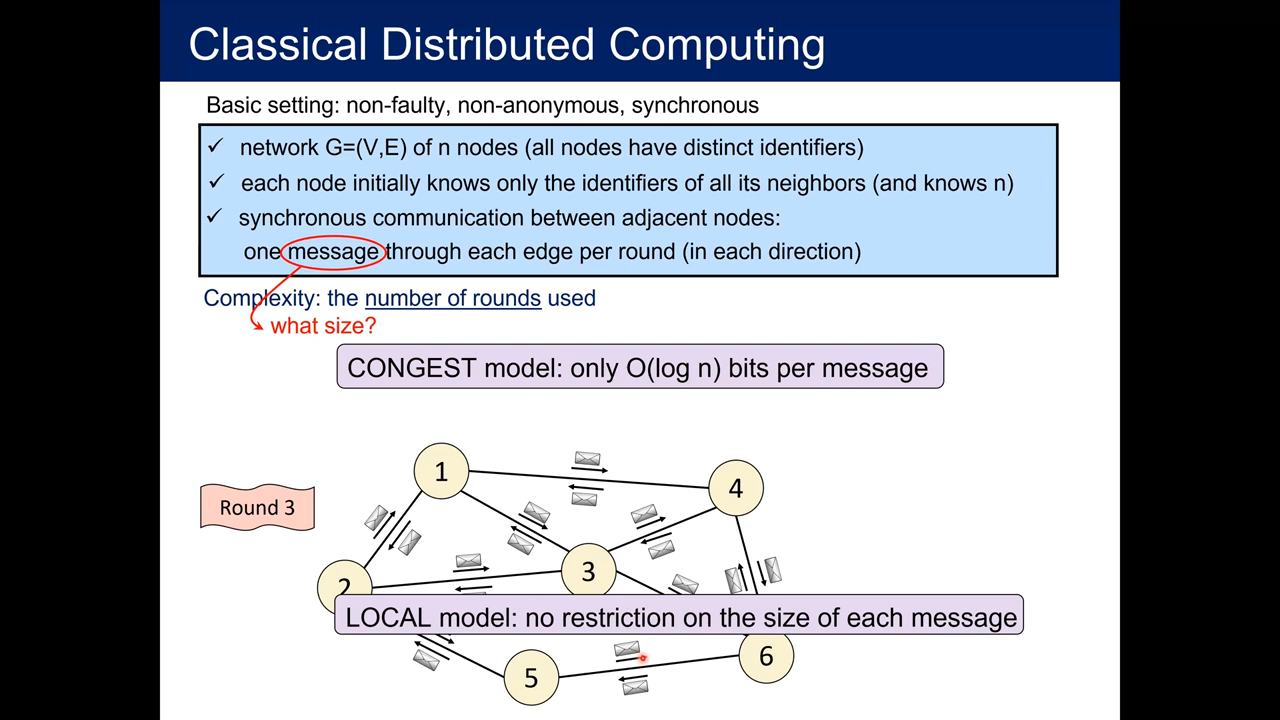 Classical Distributed Computing
Basic setting: non-faulty, non-anonymous, synchronous
✓ network G=(V,E) of n nodes (all nodes have distinct identifiers)
✓ each node initially knows only the identifiers of all its neighbors (and knows n)
✓ synchronous communication between adjacent nodes:
one message through each edge per round (in each direction)
Complexity: the number of rounds used
what size?
CONGEST model: only O(log n) bits per message
1
4
Round 3
3
2
LOCAL model: no restriction on the size of each message
6
5